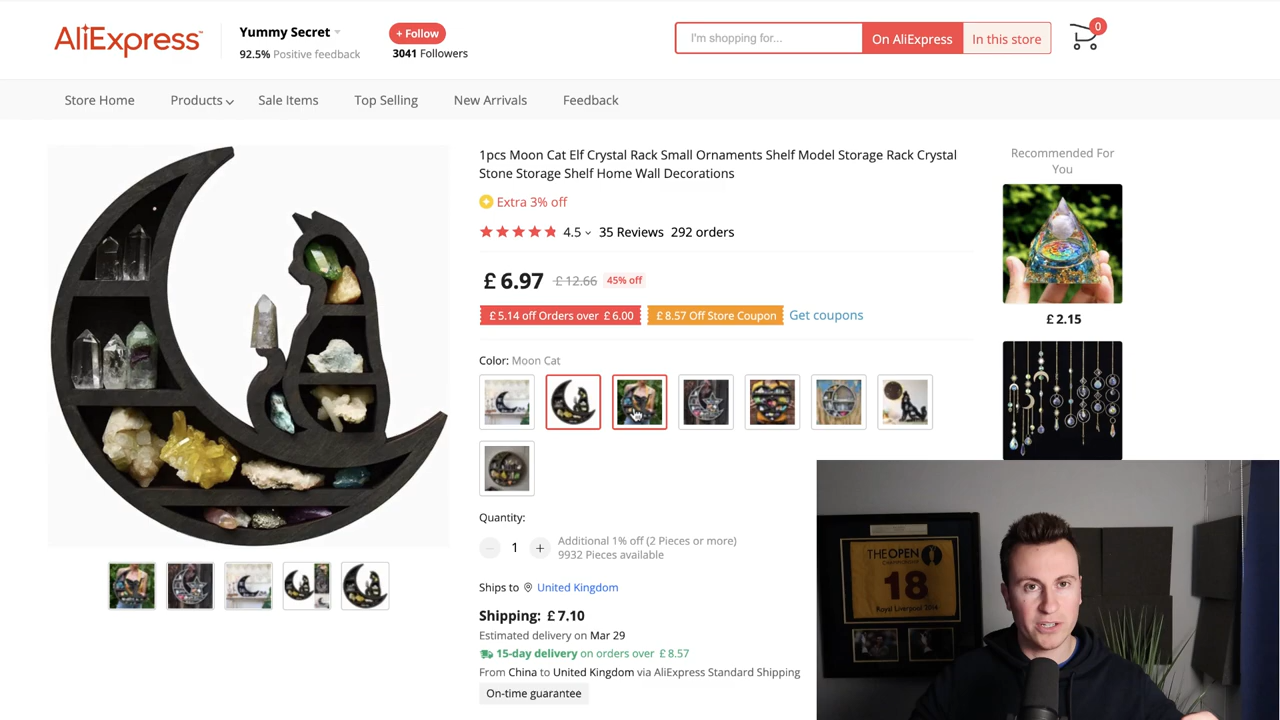 AliExpress™
Yummy Secret
92.5% Positive feedback
+ Follow
3041 Followers
I'm shopping for...
On AliExpress
In this store
0
Store Home
Products
Sale Items
Top Selling
New Arrivals
Feedback
1pcs Moon Cat Elf Crystal Rack Small Ornaments Shelf Model Storage Rack Crystal
Stone Storage Shelf Home Wall Decorations
Extra 3% off
4.5
35 Reviews
292 orders
£ 6.97
£ 12.66
45% off
£ 5.14 off Orders over £ 6.00
£ 8.57 Off Store Coupon
Get coupons
Color: Moon Cat
Quantity:
1
+
Additional 1% off (2 Pieces or more)
9932 Pieces available
Ships to
United Kingdom
Shipping: £ 7.10
Estimated delivery on Mar 29
15-day delivery on orders over £ 8.57
From China to United Kingdom via AliExpress Standard Shipping
On-time guarantee
Recommended For
You
£ 2.15
THE OPEN
18
Royal Liverpool 2014